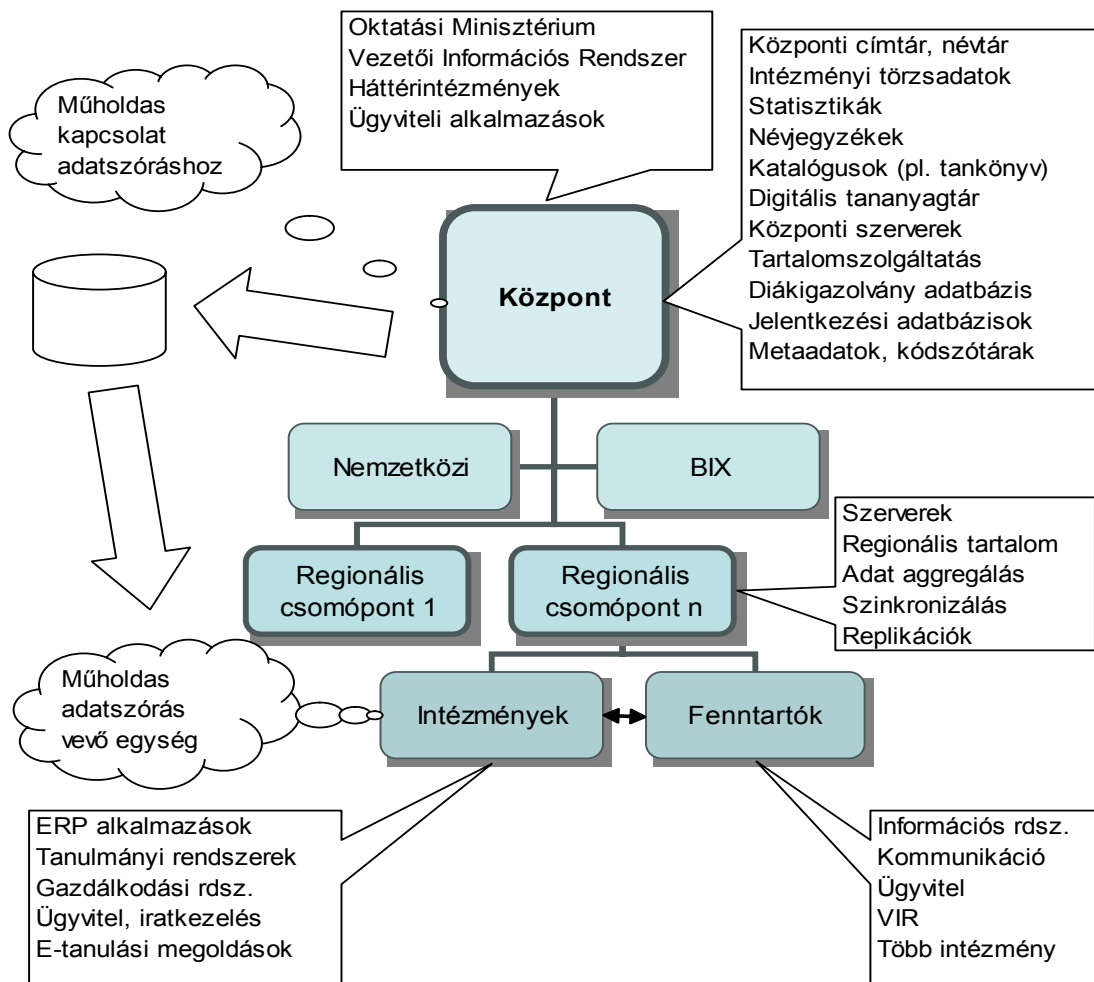 Oktatási Minisztérium
Vezetői Információs Rendszer
Háttérintézmények
Ügyviteli alkalmazások
Központi címtár, névtár
Intézményi törzsadatok
Statisztikák
Névjegyzékek
Katalógusok (pl. tankönyv)
Digitális tananyagtár
Központi szerverek
Tartalomszolgáltatás
Diákigazolvány adatbázis
Jelentkezési adatbázisok
Metaadatok, kódszótárak
Műholdas
kapcsolat
adatszóráshoz
Központ
Nemzetközi
BIX
Regionális
csomópont 1
Regionális
csomópont n
Szerverek
Regionális tartalom
Adat aggregálás
Szinkronizálás
Replikációk
Műholdas
adatszórás
vevő egység
Intézmények
Fenntartók
ERP alkalmazások
Tanulmányi rendszerek
Gazdálkodási rdsz.
Ügyvitel, iratkezelés
E-tanulási megoldások
Információs rdsz.
Kommunikáció
Ügyvitel
VIR
Több intézmény